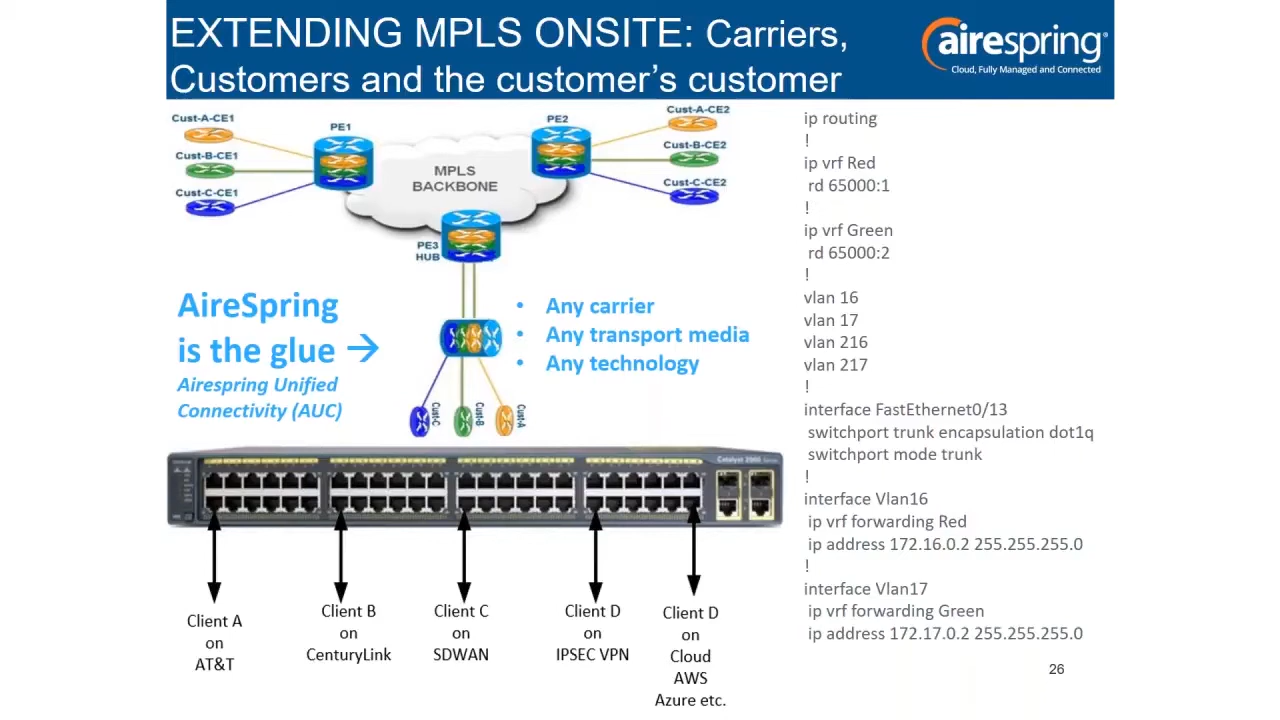 EXTENDING MPLS ONSITE: Carriers,
Customers and the customer's customer
airespring®
Cloud, Fully Managed and Connected
Cust-A-CE1
Cust-B-CE1
Cust-C-CE1
PE1
MPLS
BACKBONE
PE2
Cust-A-CE2
Cust-B-CE2
Cust-C-CE2
PE3
HUB
AireSpring
is the glue →
Airespring Unified
Connectivity (AUC)
• Any carrier
• Any transport media
• Any technology
Cust-C
Cust-B
Cust-A
Client A
on
AT&T
Client B
on
CenturyLink
Client C
on
SDWAN
Client D
on
IPSEC VPN
Client D
on
Cloud
AWS
Azure etc.
ip routing
!
ip vrf Red
rd 65000:1
!
ip vrf Green
rd 65000:2
!
vlan 16
vlan 17
vlan 216
vlan 217
!
interface FastEthernet0/13
switchport trunk encapsulation dot1q
switchport mode trunk
!
interface Vlan16
ip vrf forwarding Red
ip address 172.16.0.2 255.255.255.0
!
interface Vlan17
ip vrf forwarding Green
ip address 172.17.0.2 255.255.255.0
26